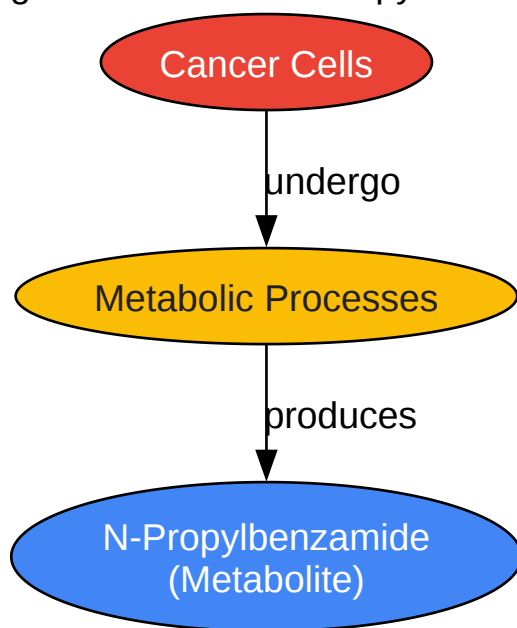 Cancer Cells
undergo
Metabolic Processes
produces
N-Propylbenzamide
(Metabolite)